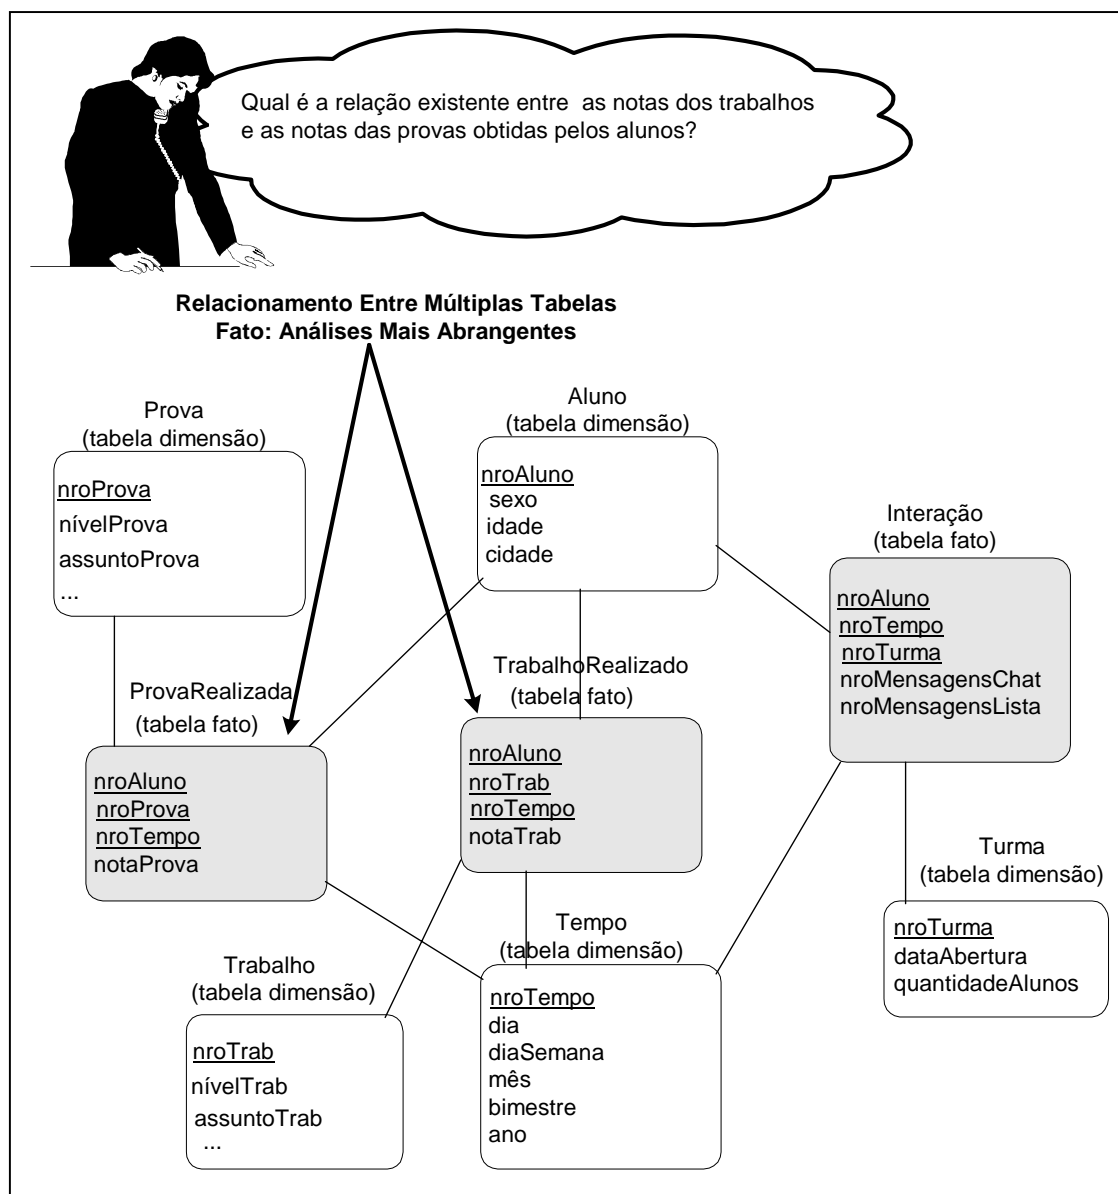 Qual é a relação existente entre as notas dos trabalhos
e as notas das provas obtidas pelos alunos?
Relacionamento Entre Múltiplas Tabelas
Fato: Análises Mais Abrangentes
Prova
(tabela dimensão)
nroProva
nívelProva
assuntoProva
...
Aluno
(tabela dimensão)
nroAluno
sexo
idade
cidade
Interação
(tabela fato)
nroAluno
nroTempo
nroTurma
nroMensagensChat
nroMensagensLista
ProvaRealizada
(tabela fato)
nroAluno
nroProva
nroTempo
notaProva
TrabalhoRealizado
(tabela fato)
nroAluno
nroTrab
nroTempo
notaTrab
Turma
(tabela dimensão)
nroTurma
dataAbertura
quantidadeAlunos
Trabalho
(tabela dimensão)
nroTrab
nívelTrab
assuntoTrab
...
Tempo
(tabela dimensão)
nroTempo
dia
diaSemana
mês
bimestre
ano